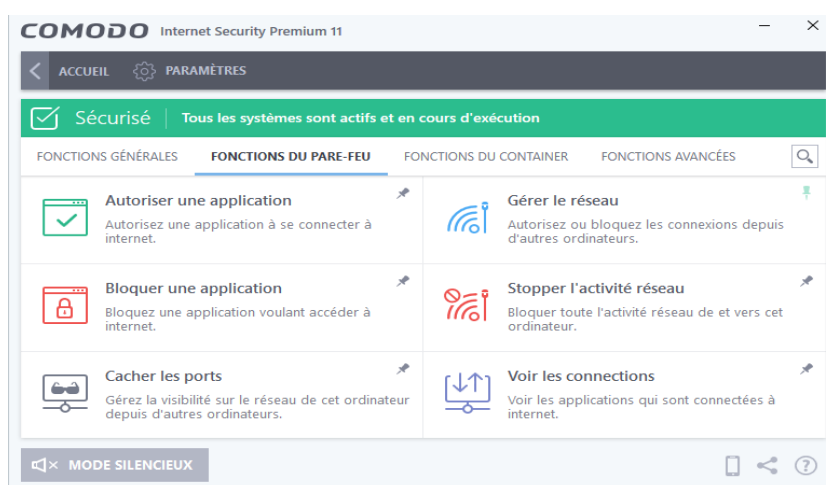 COMODO Internet Security Premium 11
ACCUEIL PARAMÈTRES
Sécurisé Tous les systèmes sont actifs et en cours d'exécution
FONCTIONS GÉNÉRALES FONCTIONS DU PARE-FEU FONCTIONS DU CONTAINER FONCTIONS AVANCÉES
Autoriser une application
Autorisez une application à se connecter à
internet.
Gérer le réseau
Autorisez ou bloquez les connexions depuis
d'autres ordinateurs.
Bloquer une application
Bloquez une application voulant accéder à
internet.
Stopper l'activité réseau
Bloquer toute l'activité réseau de et vers cet
ordinateur.
Cacher les ports
Gérez la visibilité sur le réseau de cet ordinateur
depuis d'autres ordinateurs.
Voir les connections
Voir les applications qui sont connectées à
internet.
MODE SILENCIEUX